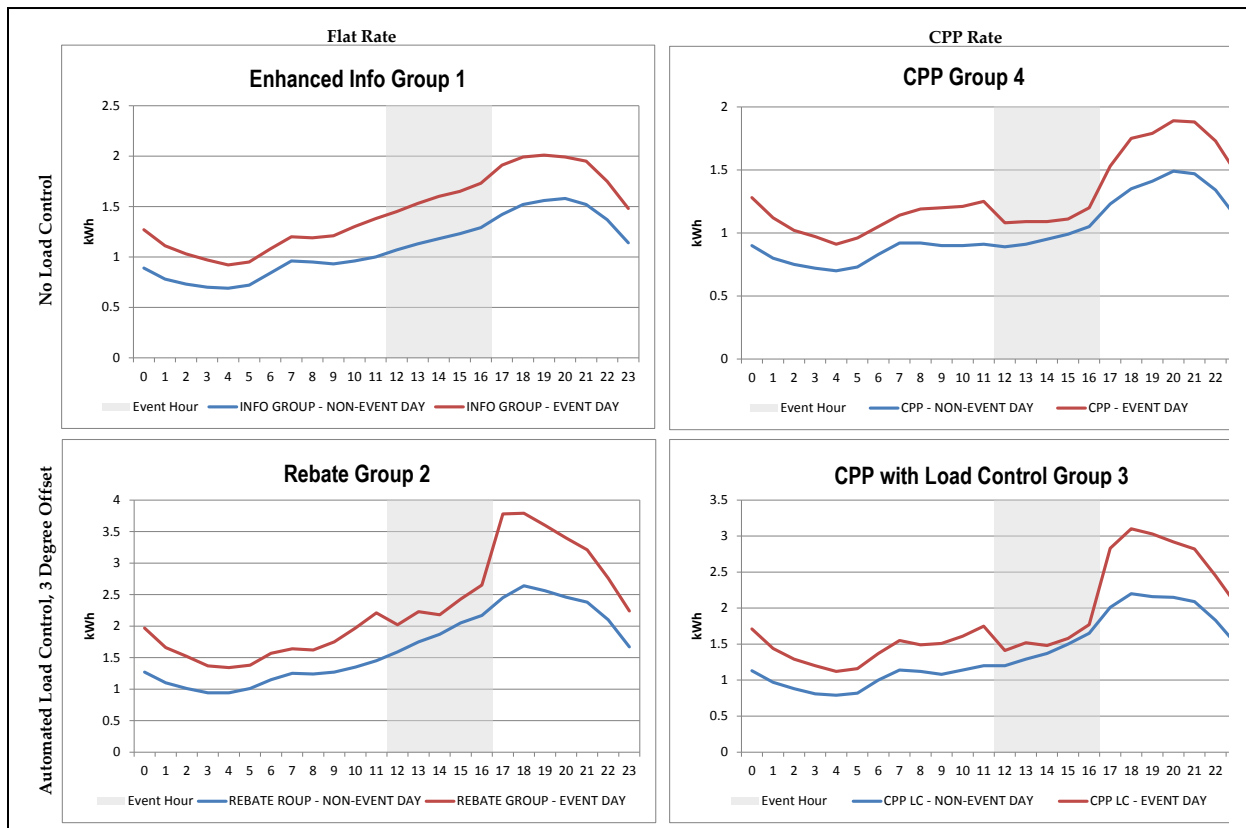 Flat Rate
CPP Rate
No Load Control
Enhanced Info Group 1
2.5
2
1.5
1
0.5
0
kWh
0 1 2 3 4 5 6 7 8 9 10 11 12 13 14 15 16 17 18 19 20 21 22 23
Event Hour INFO GROUP - NON-EVENT DAY INFO GROUP - EVENT DAY
CPP Group 4
2
1.5
1
0.5
0
kWh
0 1 2 3 4 5 6 7 8 9 10 11 12 13 14 15 16 17 18 19 20 21 22
Event Hour CPP - NON-EVENT DAY CPP - EVENT DAY
Automated Load Control, 3 Degree Offset
Rebate Group 2
4
3.5
3
2.5
2
1.5
1
0.5
0
kWh
0 1 2 3 4 5 6 7 8 9 10 11 12 13 14 15 16 17 18 19 20 21 22 23
Event Hour REBATE ROUP - NON-EVENT DAY REBATE GROUP - EVENT DAY
CPP with Load Control Group 3
3.5
3
2.5
2
1.5
1
0.5
0
kWh
0 1 2 3 4 5 6 7 8 9 10 11 12 13 14 15 16 17 18 19 20 21 22
Event Hour CPP LC - NON-EVENT DAY CPP LC - EVENT DAY